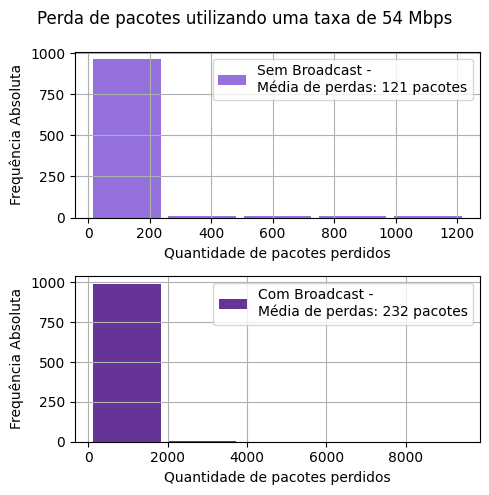 Perda de pacotes utilizando uma taxa de 54 Mbps
1000
750
500
250
0
Frequência Absoluta
Sem Broadcast -
Média de perdas: 121 pacotes
0 200 400 600 800 1000 1200
Quantidade de pacotes perdidos
1000
750
500
250
0
Frequência Absoluta
Com Broadcast -
Média de perdas: 232 pacotes
0 2000 4000 6000 8000
Quantidade de pacotes perdidos